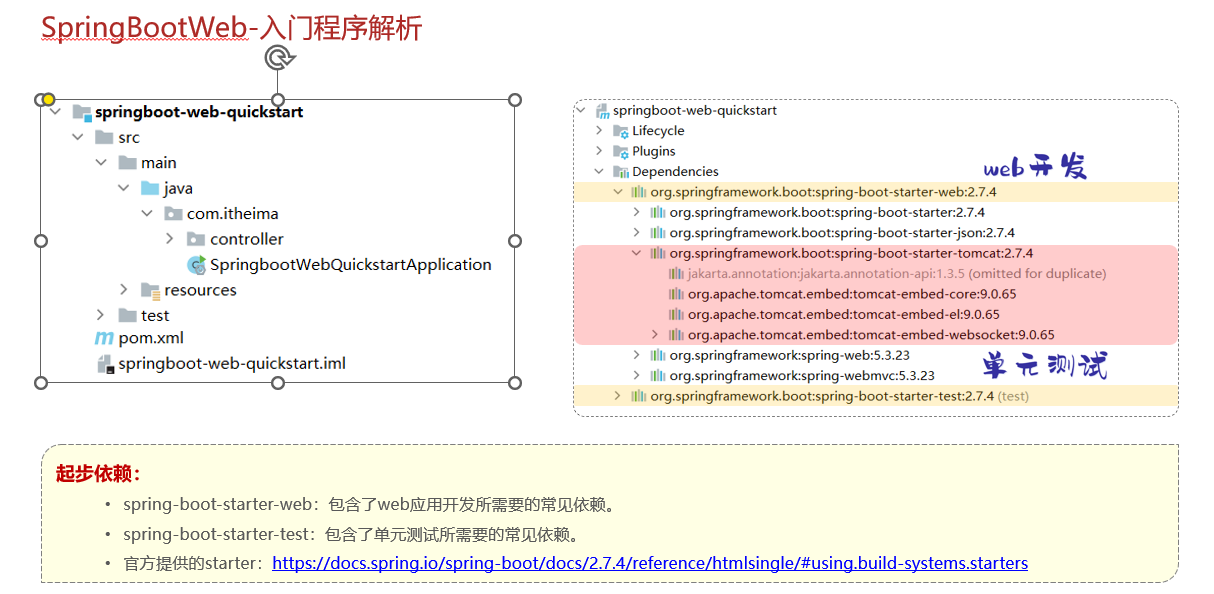 SpringBootWeb-入门程序解析
springboot-web-quickstart
src
main
java
com.itheima
controller
SpringbootWebQuickstartApplication
resources
test
pom.xml
springboot-web-quickstart.iml
springboot-web-quickstart
Lifecycle
Plugins
Dependencies
web开发
org.springframework.boot:spring-boot-starter-web:2.7.4
org.springframework.boot:spring-boot-starter:2.7.4
org.springframework.boot:spring-boot-starter-json:2.7.4
org.springframework.boot:spring-boot-starter-tomcat:2.7.4
jakarta.annotation:jakarta.annotation-api:1.3.5 (omitted for duplicate)
org.apache.tomcat.embed:tomcat-embed-core:9.0.65
org.apache.tomcat.embed:tomcat-embed-el:9.0.65
org.apache.tomcat.embed:tomcat-embed-websocket:9.0.65
org.springframework:spring-web:5.3.23
org.springframework:spring-webmvc:5.3.23
单元测试
org.springframework.boot:spring-boot-starter-test:2.7.4 (test)
起步依赖：
• spring-boot-starter-web：包含了web应用开发所需要的常见依赖。
• spring-boot-starter-test：包含了单元测试所需要的常见依赖。
• 官方提供的starter：https://docs.spring.io/spring-boot/docs/2.7.4/reference/htmlsingle/#using.build-systems.starters